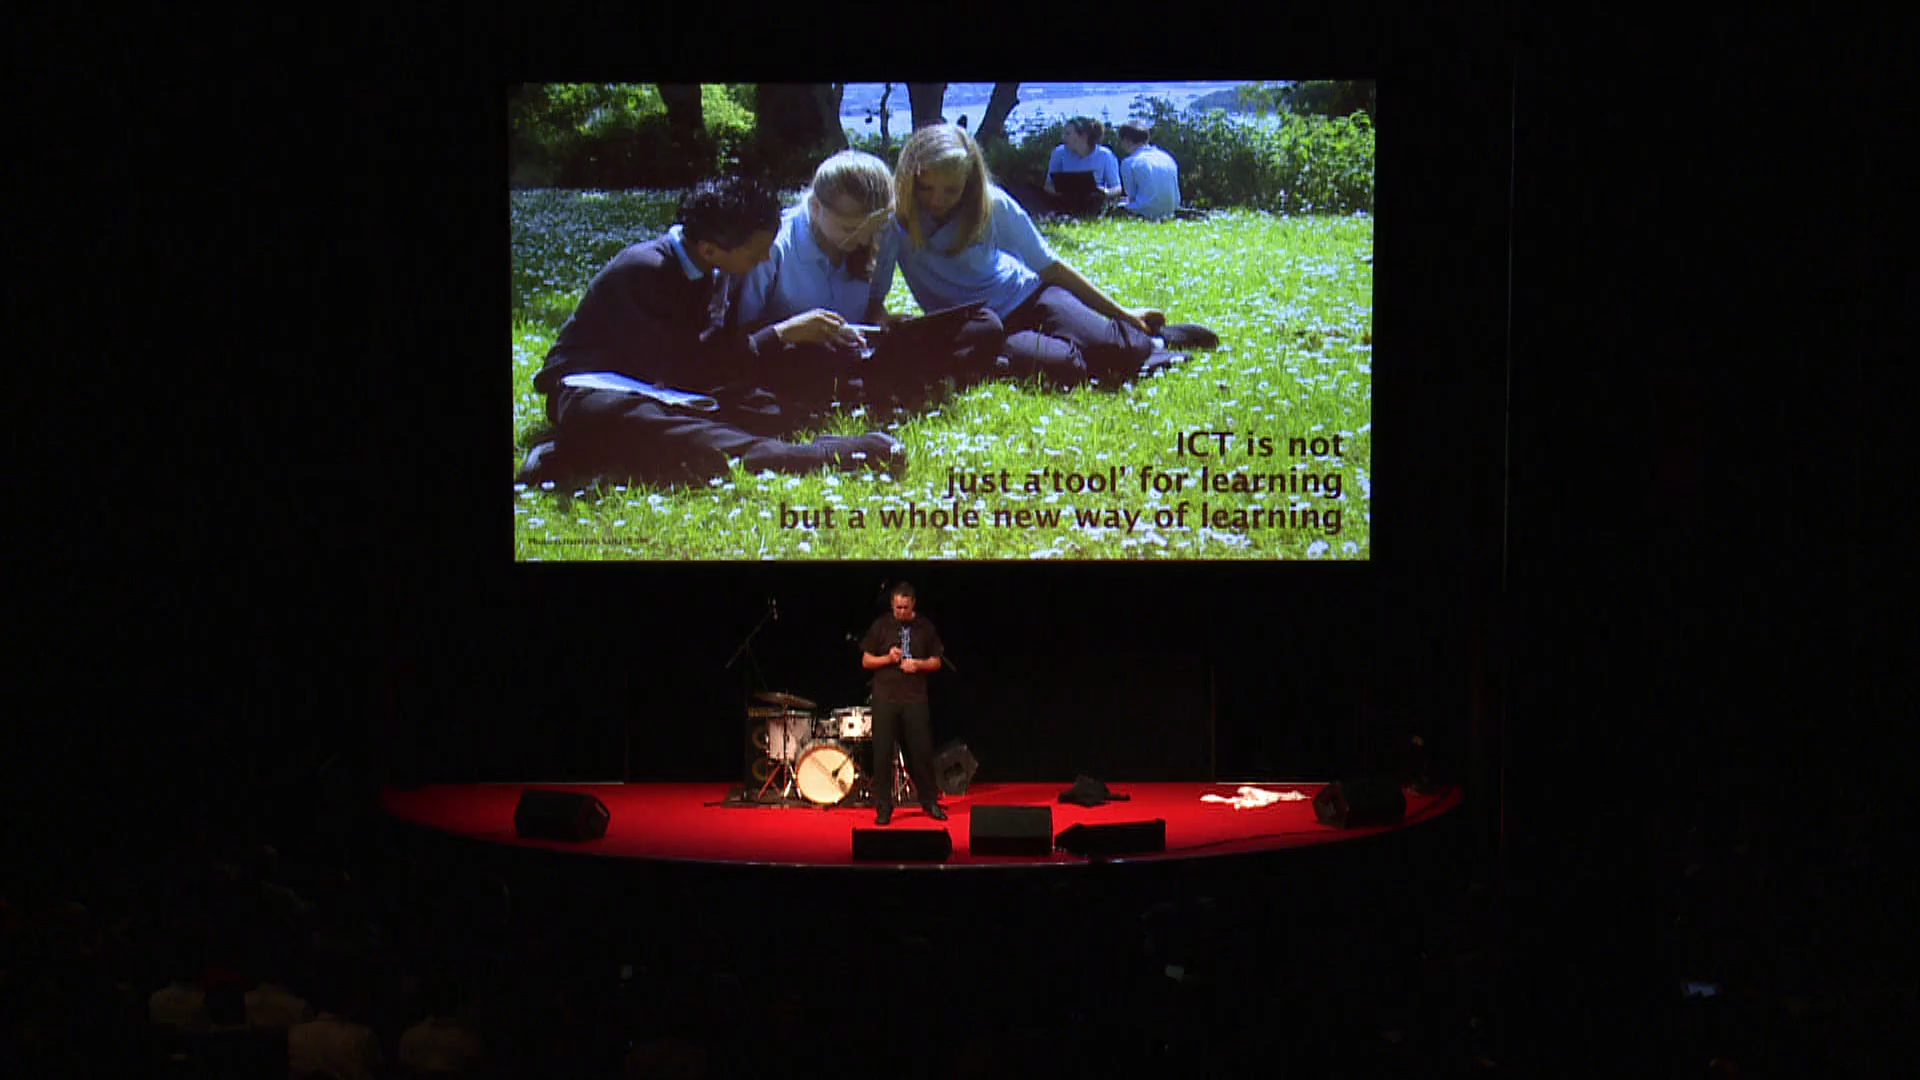 ICT is not
just a 'tool' for learning
but a whole new way of learning